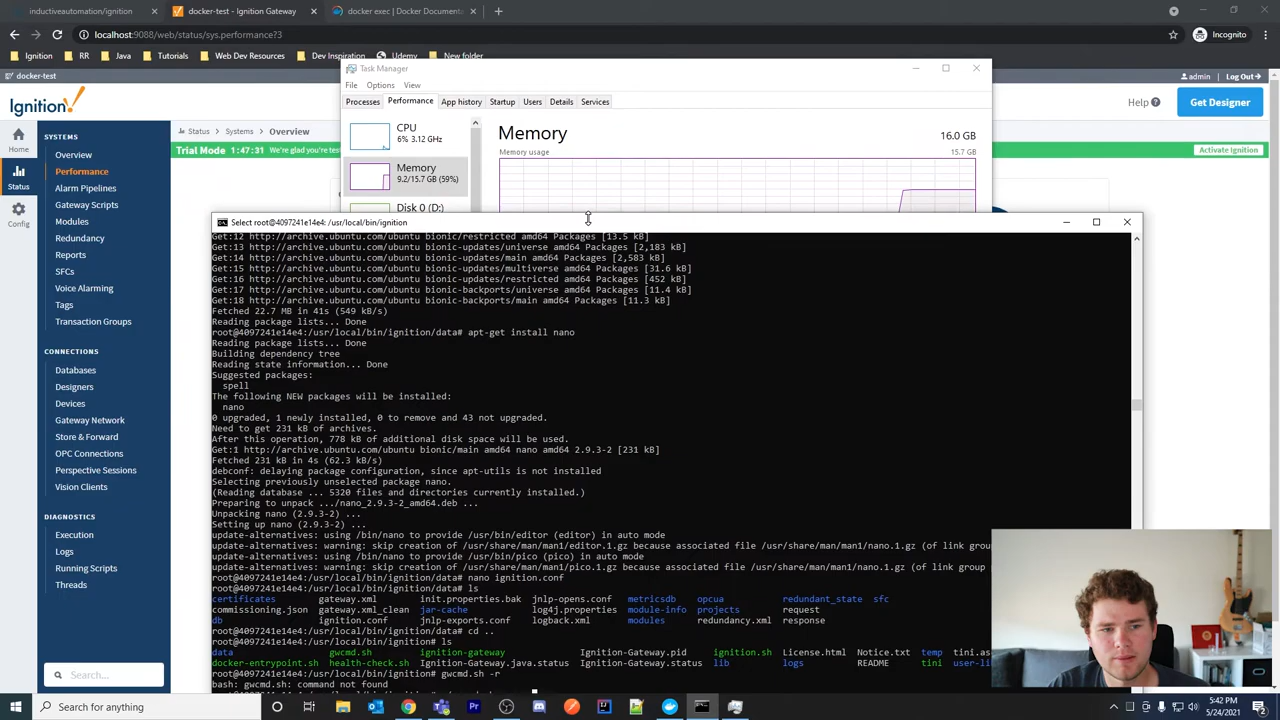 inductiveautomation/ignition
Ignition Gateway
docker exec | Docker Documenta
localhost:9088/web/status/sys.performance?3
Incognito
Ignition RR Java Tutorials Web Dev Resources Dev Inspiration Udemy New folder
docker-test
admin Log Out
Ignition!
Help
Get Designer
Home
Status
Config
SYSTEMS
Overview
Performance
Alarm Pipelines
Gateway Scripts
Modules
Redundancy
Reports
SFCs
Voice Alarming
Tags
Transaction Groups
CONNECTIONS
Databases
Designers
Devices
Gateway Network
Store & Forward
OPC Connections
Perspective Sessions
Vision Clients
DIAGNOSTICS
Execution
Logs
Running Scripts
Threads
Search...
Status Systems Overview
Trial Mode 1:47:31 We're glad you're te
Activate Ignition
Task Manager
File Options View
Processes Performance App history Startup Users Details Services
CPU
6% 3.12 GHz
Memory
9.2/15.7 GB (59%)
Disk 0 (D:)
Memory 16.0 GB
Memory usage 15.7 GB
Select root@4097241e14e4: /usr/local/bin/ignition
Get:12 http://archive.ubuntu.com/ubuntu bionic/restricted amd64 Packages [13.5 kB]
Get:13 http://archive.ubuntu.com/ubuntu bionic-updates/universe amd64 Packages [2,183 kB]
Get:14 http://archive.ubuntu.com/ubuntu bionic-updates/main amd64 Packages [2,583 kB]
Get:15 http://archive.ubuntu.com/ubuntu bionic-updates/multiverse amd64 Packages [31.6 kB]
Get:16 http://archive.ubuntu.com/ubuntu bionic-updates/restricted amd64 Packages [452 kB]
Get:17 http://archive.ubuntu.com/ubuntu bionic-backports/universe amd64 Packages [11.4 kB]
Get:18 http://archive.ubuntu.com/ubuntu bionic-backports/main amd64 Packages [11.3 kB]
Fetched 22.7 MB in 41s (549 kB/s)
Reading package lists... Done
root@4097241e14e4:/usr/local/bin/ignition/data# apt-get install nano
Reading package lists... Done
Building dependency tree
Reading state information... Done
Suggested packages:
spell
The following NEW packages will be installed:
nano
0 upgraded, 1 newly installed, 0 to remove and 43 not upgraded.
Need to get 231 kB of archives.
After this operation, 778 kB of additional disk space will be used.
Get:1 http://archive.ubuntu.com/ubuntu bionic/main amd64 nano amd64 2.9.3-2 [231 kB]
Fetched 231 kB in 4s (62.3 kB/s)
debconf: delaying package configuration, since apt-utils is not installed
Selecting previously unselected package nano.
(Reading database ... 5320 files and directories currently installed.)
Preparing to unpack .../nano_2.9.3-2_amd64.deb ...
Unpacking nano (2.9.3-2) ...
Setting up nano (2.9.3-2) ...
update-alternatives: using /bin/nano to provide /usr/bin/editor (editor) in auto mode
update-alternatives: warning: skip creation of /usr/share/man/man1/editor.1.gz because associated file /usr/share/man/man1/nano.1.gz (of link grou
update-alternatives: using /bin/nano to provide /usr/bin/pico (pico) in auto mode
update-alternatives: warning: skip creation of /usr/share/man/man1/pico.1.gz because associated file /usr/share/man/man1/nano.1.gz (of link group
root@4097241e14e4:/usr/local/bin/ignition/data# nano ignition.conf
root@4097241e14e4:/usr/local/bin/ignition/data# ls
certificates gateway.xml init.properties.bak jnlp-opens.conf metricsdb opcua redundant_state sfc
commissioning.json gateway.xml_clean jar-cache log4j.properties module-info projects request
db ignition.conf jnlp-exports.conf logback.xml modules redundancy.xml response
root@4097241e14e4:/usr/local/bin/ignition/data# cd ..
root@4097241e14e4:/usr/local/bin/ignition# ls
data gwcmd.sh ignition-gateway Ignition-Gateway.pid ignition.sh License.html Notice.txt temp tini.as
docker-entrypoint.sh health-check.sh Ignition-Gateway.java.status Ignition-Gateway.status lib logs README tini user-li
root@4097241e14e4:/usr/local/bin/ignition# gwcmd.sh -r
bash: gwcmd.sh: command not found
Search for anything
5:42 PM
5/24/2021